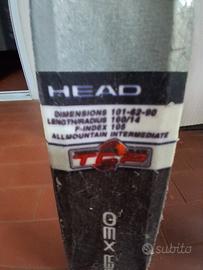 HEAD
DIMENSIONS 101-62-90
LENGTH/RADIUS 160/14
P-INDEX 105
ALLMOUNTAIN INTERMEDIATE
subito